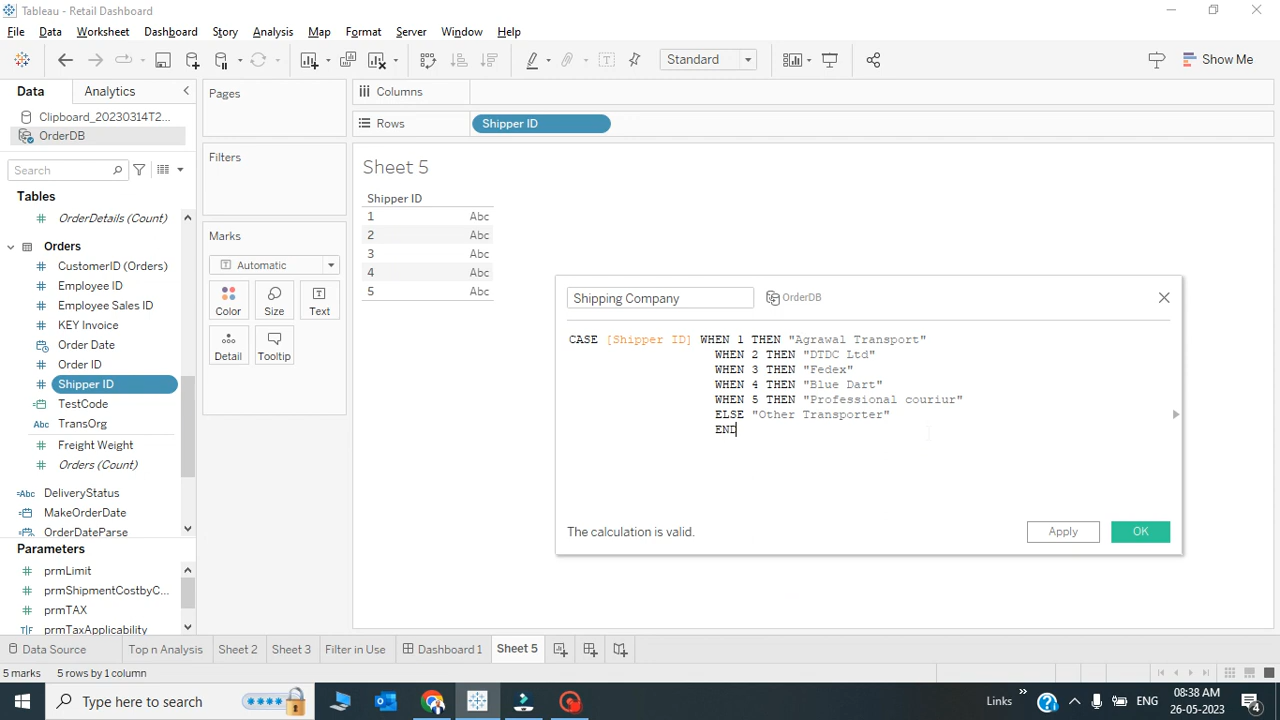 Tableau - Retail Dashboard
File Data Worksheet Dashboard Story Analysis Map Format Server Window Help
Standard
Show Me
Data Analytics
Clipboard_20230314T2...
OrderDB
Search
Tables
OrderDetails (Count)
Orders
CustomerID (Orders)
Employee ID
Employee Sales ID
KEY Invoice
Order Date
Order ID
Shipper ID
TestCode
TransOrg
Freight Weight
Orders (Count)
Abc DeliveryStatus
MakeOrderDate
OrderDateParse
Parameters
prmLimit
prmShipmentCostbyC...
prmTAX
prmTaxApplicability
Pages
Filters
Marks
Automatic
Color Size Text
Detail Tooltip
Columns
Rows Shipper ID
Sheet 5
Shipper ID
1 Abc
2 Abc
3 Abc
4 Abc
5 Abc
Shipping Company OrderDB
CASE [Shipper ID] WHEN 1 THEN "Agrawal Transport"
WHEN 2 THEN "DTDC Ltd"
WHEN 3 THEN "Fedex"
WHEN 4 THEN "Blue Dart"
WHEN 5 THEN "Professional couriur"
ELSE "Other Transporter"
END
The calculation is valid. Apply OK
Data Source Top n Analysis Sheet 2 Sheet 3 Filter in Use Dashboard 1 Sheet 5
5 marks 5 rows by 1 column
Type here to search
Links » ENG 08:38 AM
26-05-2023
4